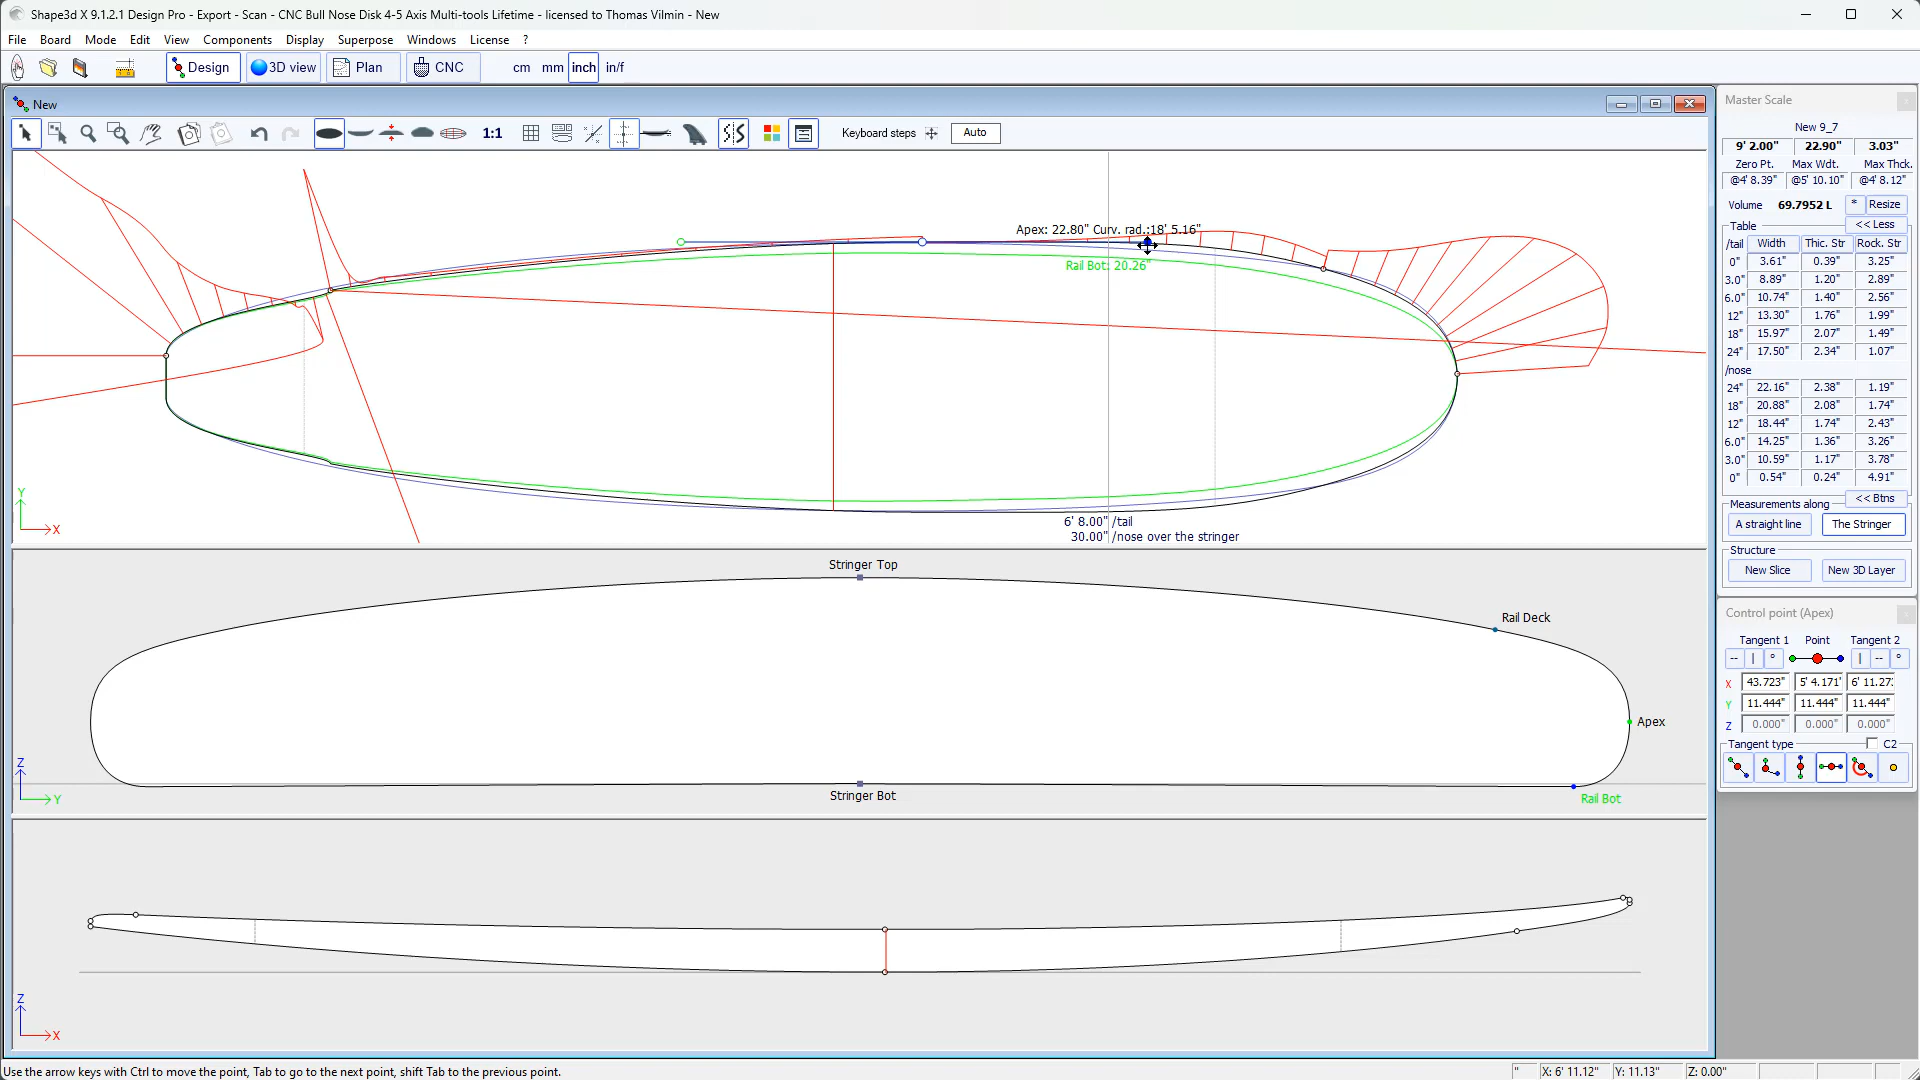 Shape3d X 9.1.2.1 Design Pro - Export - Scan - CNC Bull Nose Disk 4-5 Axis Multi-tools Lifetime - licensed to Thomas Vilmin - New
File Board Mode Edit View Components Display Superpose Windows License ?
Design 3D view Plan CNC cm mm inch in/f
New
1:1 Keyboard steps Auto
Apex: 22.80" Curv. rad.:18' 5.16"
Rail Bot: 20.26"
6' 8.00" /tail
30.00" /nose over the stringer
Y
X
Stringer Top
Rail Deck
Apex
Stringer Bot
Rail Bot
Z
Y
Z
X
Master Scale
New 9_7
9' 2.00" 22.90" 3.03"
Zero Pt. Max Wdt. Max Thck.
@4' 8.39" @5' 10.10" @4' 8.12"
Volume 69.7952 L * Resize
Table << Less
/tail Width Thic. Str Rock. Str
0" 3.61" 0.39" 3.25"
3.0" 8.89" 1.20" 2.89"
6.0" 10.74" 1.40" 2.56"
12" 13.30" 1.76" 1.99"
18" 15.97" 2.07" 1.49"
24" 17.50" 2.34" 1.07"
/nose
24" 22.16" 2.38" 1.19"
18" 20.88" 2.08" 1.74"
12" 18.44" 1.74" 2.43"
6.0" 14.25" 1.36" 3.26"
3.0" 10.59" 1.17" 3.78"
0" 0.54" 0.24" 4.91"
<< Btns
Measurements along
A straight line The Stringer
Structure
New Slice New 3D Layer
Control point (Apex)
Tangent 1 Point Tangent 2
-- | ° | -- °
X 43.723" 5' 4.171' 6' 11.27
Y 11.444" 11.444" 11.444"
Z 0.000" 0.000" 0.000"
Tangent type C2
Use the arrow keys with Ctrl to move the point, Tab to go to the next point, shift Tab to the previous point.
" X: 6' 11.12" Y: 11.13" Z: 0.00"